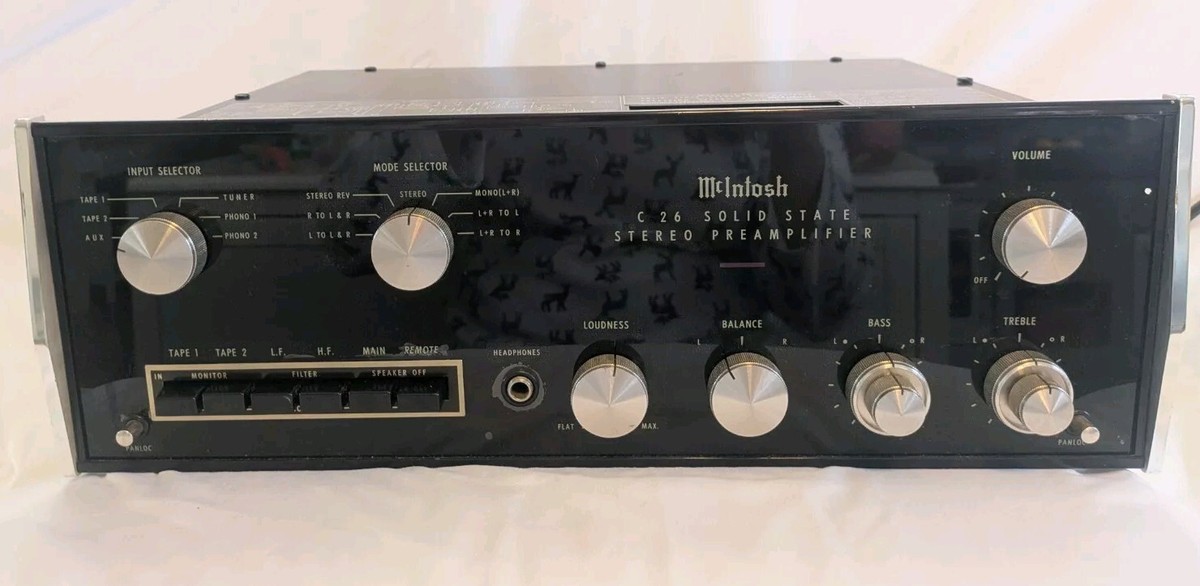 INPUT SELECTOR
TAPE 1
TAPE 2
AUX
TUNER
PHONO 1
PHONO 2
MODE SELECTOR
STEREO REV
R TO L & R
L TO L & R
STEREO
MONO(L+R)
L+R TO L
L+R TO R
McIntosh
C 26 SOLID STATE
STEREO PREAMPLIFIER
VOLUME
OFF
TAPE 1 TAPE 2 L.F. H.F. MAIN REMOTE
IN MONITOR FILTER SPEAKER OFF
PANLOC
HEADPHONES
LOUDNESS
FLAT MAX.
BALANCE
L R
BASS
L R
TREBLE
L R
PANLOC